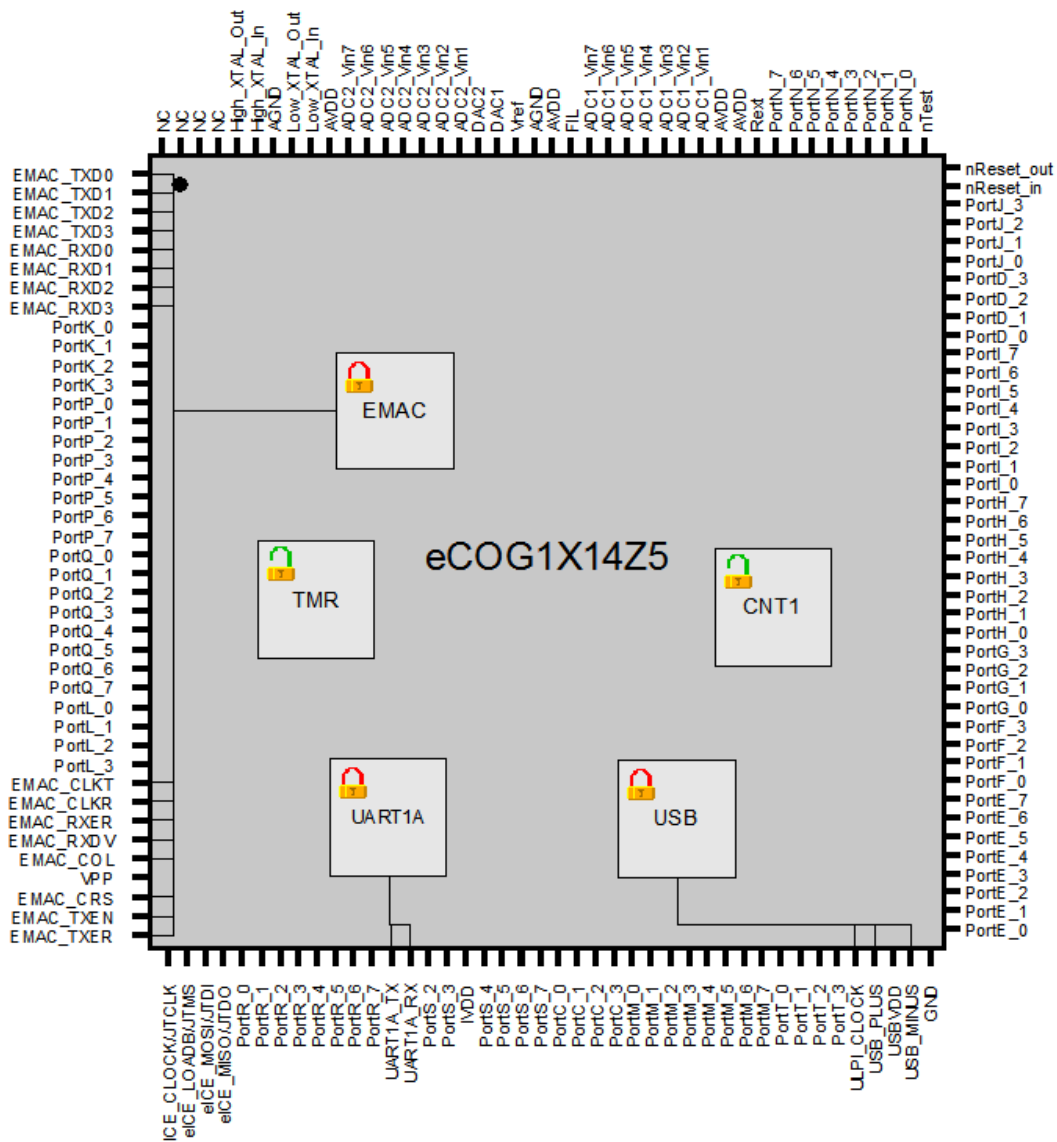 NC
NC
NC
NC
High_XTAL_Out
High_XTAL_In
AGND
Low_XTAL_Out
Low_XTAL_In
AVDD
ADC2_Vin7
ADC2_Vin6
ADC2_Vin5
ADC2_Vin4
ADC2_Vin3
ADC2_Vin2
ADC2_Vin1
DAC2
DAC1
Vref
AGND
AVDD
FIL
ADC1_Vin7
ADC1_Vin6
ADC1_Vin5
ADC1_Vin4
ADC1_Vin3
ADC1_Vin2
ADC1_Vin1
AVDD
AVDD
Rext
PortN_7
PortN_6
PortN_5
PortN_4
PortN_3
PortN_2
PortN_1
PortN_0
nTest
EMAC_TXD0
EMAC_TXD1
EMAC_TXD2
EMAC_TXD3
EMAC_RXD0
EMAC_RXD1
EMAC_RXD2
EMAC_RXD3
PortK_0
PortK_1
PortK_2
PortK_3
PortP_0
PortP_1
PortP_2
PortP_3
PortP_4
PortP_5
PortP_6
PortP_7
PortQ_0
PortQ_1
PortQ_2
PortQ_3
PortQ_4
PortQ_5
PortQ_6
PortQ_7
PortL_0
PortL_1
PortL_2
PortL_3
EMAC_CLKT
EMAC_CLKR
EMAC_RXER
EMAC_RXDV
EMAC_COL
VPP
EMAC_CRS
EMAC_TXEN
EMAC_TXER
EMAC
eCOG1X14Z5
TMR
CNT1
UART1A
USB
nReset_out
nReset_in
PortJ_3
PortJ_2
PortJ_1
PortJ_0
PortD_3
PortD_2
PortD_1
PortD_0
PortI_7
PortI_6
PortI_5
PortI_4
PortI_3
PortI_2
PortI_1
PortI_0
PortH_7
PortH_6
PortH_5
PortH_4
PortH_3
PortH_2
PortH_1
PortH_0
PortG_3
PortG_2
PortG_1
PortG_0
PortF_3
PortF_2
PortF_1
PortF_0
PortE_7
PortE_6
PortE_5
PortE_4
PortE_3
PortE_2
PortE_1
PortE_0
ICE_CLOCK/JTCLK
eICE_LOADB/JTMS
eICE_MOSI/JTDI
eICE_MISO/JTDO
PortR_0
PortR_1
PortR_2
PortR_3
PortR_4
PortR_5
PortR_6
PortR_7
UART1A_TX
UART1A_RX
PortS_2
PortS_3
IVDD
PortS_4
PortS_5
PortS_6
PortS_7
PortC_0
PortC_1
PortC_2
PortC_3
PortM_0
PortM_1
PortM_2
PortM_3
PortM_4
PortM_5
PortM_6
PortM_7
PortT_0
PortT_1
PortT_2
PortT_3
ULPI_CLOCK
USB_PLUS
USBVDD
USB_MINUS
GND